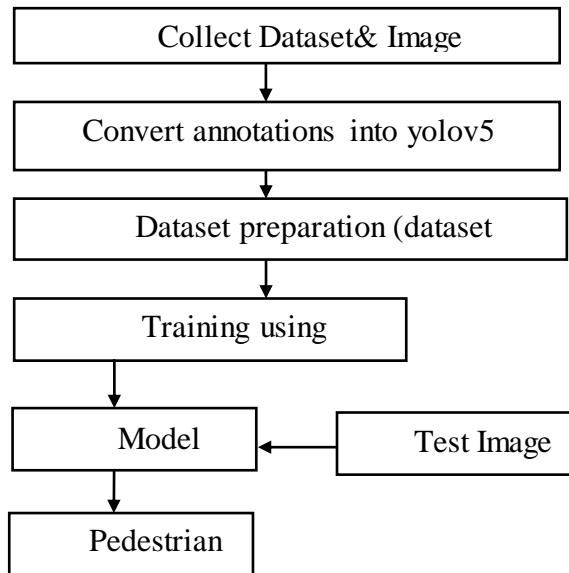 Collect Dataset& Image
Convert annotations into yolov5
Dataset preparation (dataset
Training using
Model
Test Image
Pedestrian